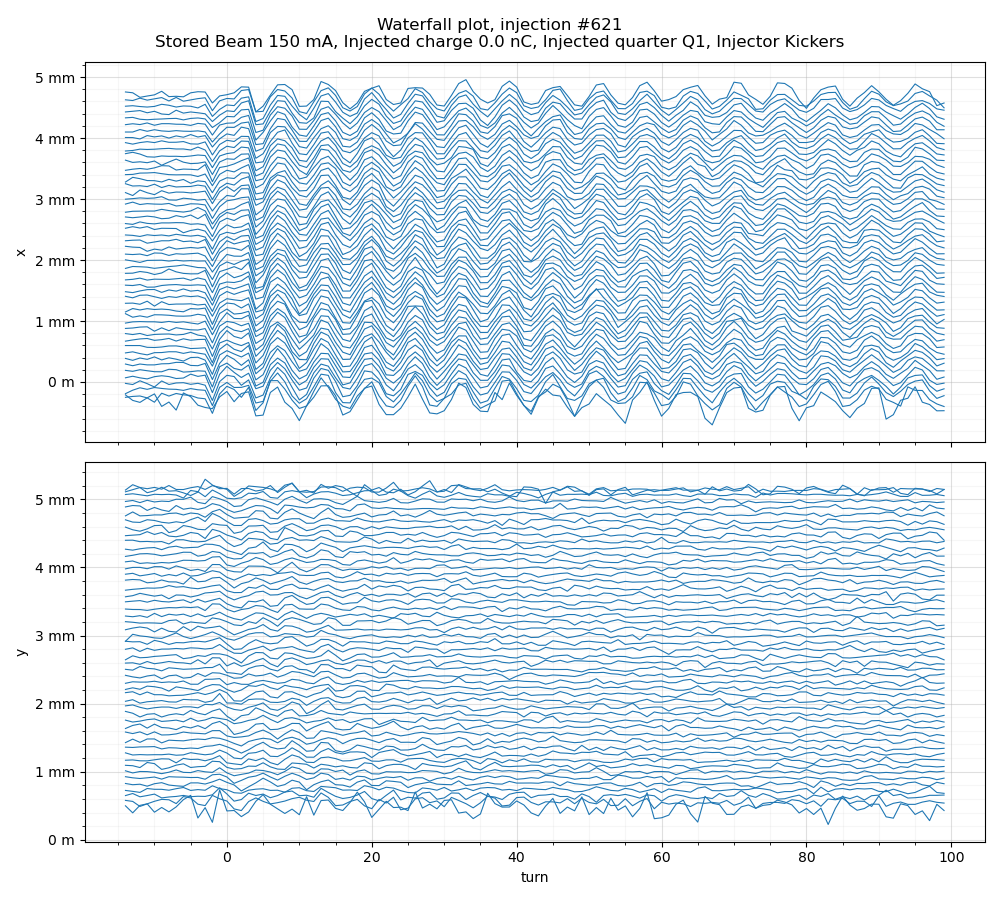 Waterfall plot, injection #621
Stored Beam 150 mA, Injected charge 0.0 nC, Injected quarter Q1, Injector Kickers
5 mm
4 mm
3 mm
2 mm
1 mm
0 m
x
5 mm
4 mm
3 mm
2 mm
1 mm
0 m
y
0 20 40 60 80 100
turn